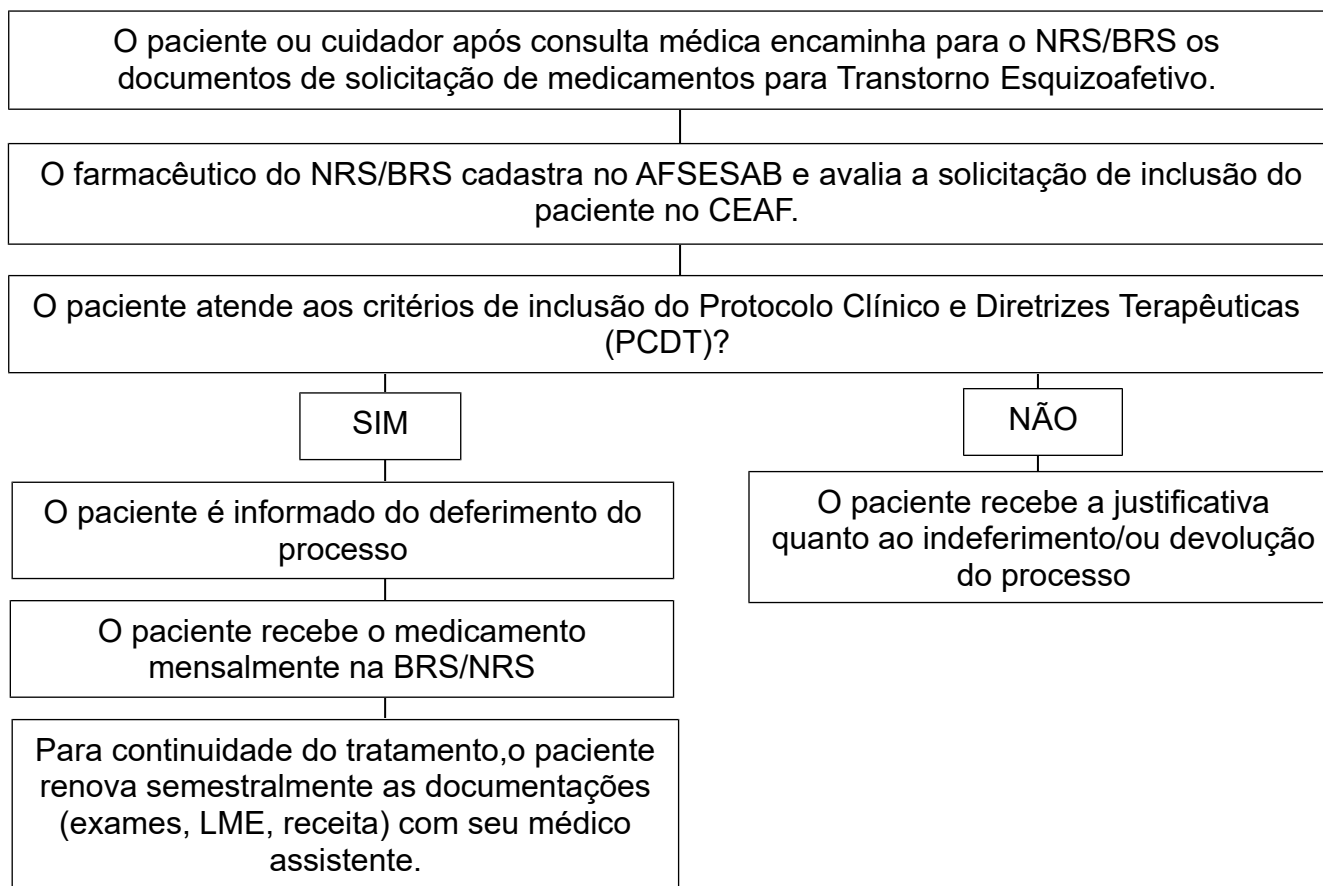 O paciente ou cuidador após consulta médica encaminha para o NRS/BRS os
documentos de solicitação de medicamentos para Transtorno Esquizoafetivo.
O farmacêutico do NRS/BRS cadastra no AFSESAB e avalia a solicitação de inclusão do
paciente no CEAF.
O paciente atende aos critérios de inclusão do Protocolo Clínico e Diretrizes Terapêuticas
(PCDT)?
SIM
O paciente é informado do deferimento do
processo
O paciente recebe o medicamento
mensalmente na BRS/NRS
Para continuidade do tratamento,o paciente
renova semestralmente as documentações
(exames, LME, receita) com seu médico
assistente.
NÃO
O paciente recebe a justificativa
quanto ao indeferimento/ou devolução
do processo